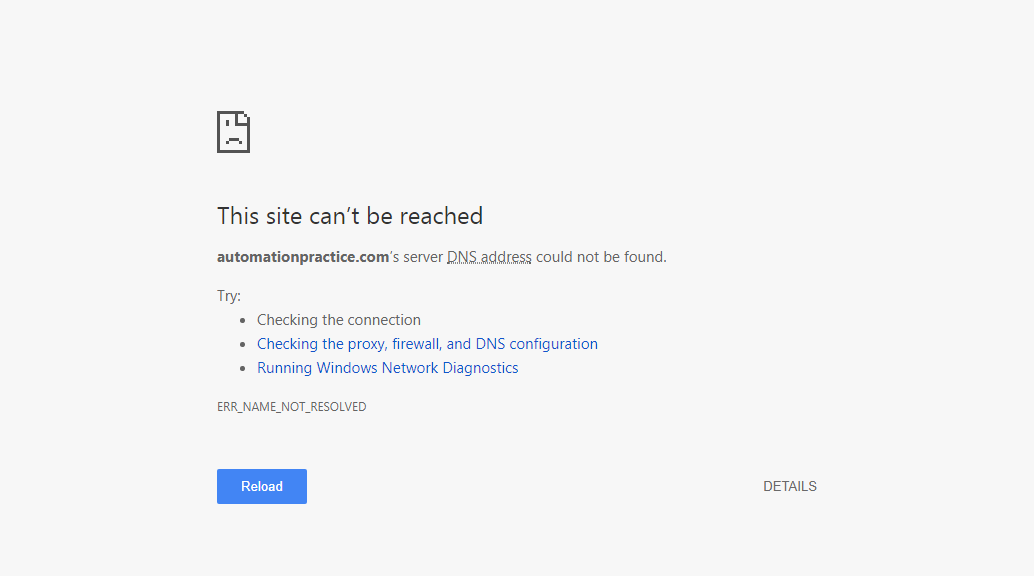 This site can’t be reached
automationpractice.com’s server DNS address could not be found.
Try:
Checking the connection
Checking the proxy, firewall, and DNS configuration
Running Windows Network Diagnostics
ERR_NAME_NOT_RESOLVED
Reload
DETAILS